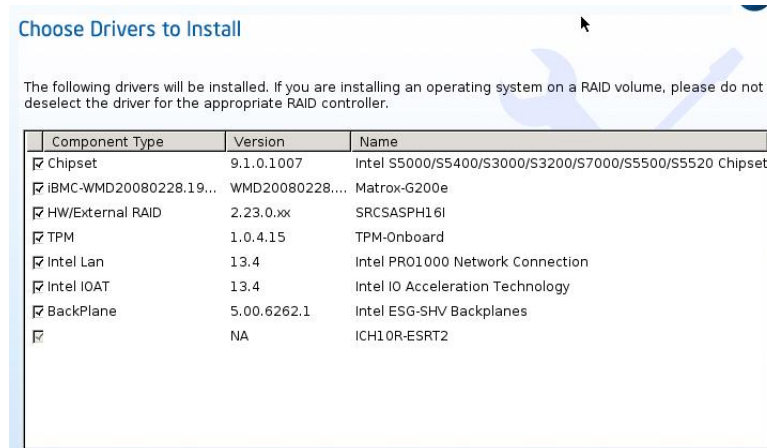 Choose Drivers to Install
The following drivers will be installed. If you are installing an operating system on a RAID volume, please do not
deselect the driver for the appropriate RAID controller.
Component Type Version Name
Chipset 9.1.0.1007 Intel S5000/S5400/S3000/S3200/S7000/S5500/S5520 Chipset
iBMC-WMD20080228.19... WMD20080228.... Matrox-G200e
HW/External RAID 2.23.0.xx SRCSASPH16I
TPM 1.0.4.15 TPM-Onboard
Intel Lan 13.4 Intel PRO1000 Network Connection
Intel IOAT 13.4 Intel IO Acceleration Technology
BackPlane 5.00.6262.1 Intel ESG-SHV Backplanes
NA ICH10R-ESRT2